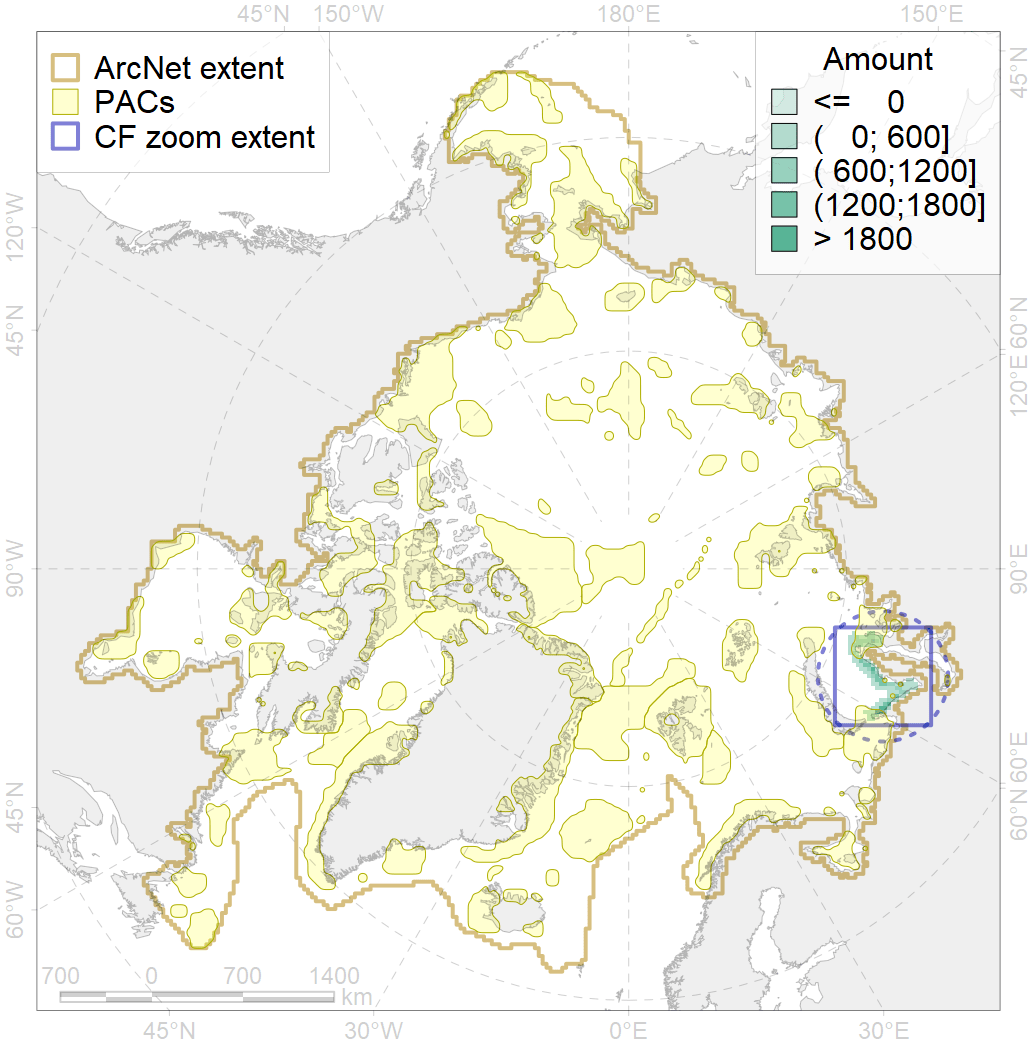 45°N 150°W 180°E 150°E
ArcNet extent
PACs
CF zoom extent
Amount
<= 0
( 0; 600]
( 600;1200]
(1200;1800]
> 1800
45°N
120°W
45°N
60°N
120°E
90°W
90°E
45°N
60°W
60°E
60°N
700 0 700 1400
km
45°N 30°W 0°E 30°E